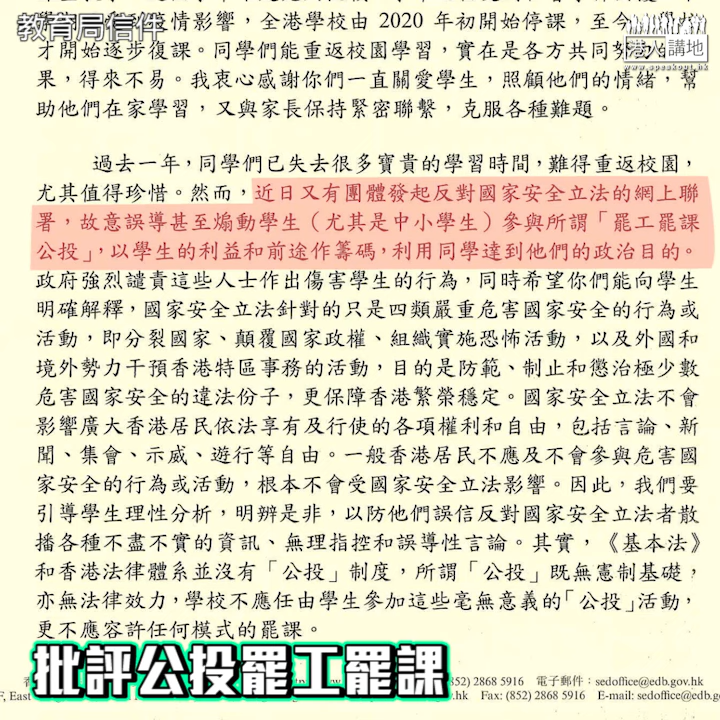 教育局信件
情影響，全港學校由 2020 年初開始停課，至今
港人講地
www.speakout.hk
才開始逐步復課。同學們能重返校園學習，實在是各方共同努力
果，得來不易。我衷心感謝你們一直關愛學生，照顧他們的情緒，幫
助他們在家學習，又與家長保持緊密聯繫，克服各種難題。
過去一年，同學們已失去很多寶貴的學習時間，難得重返校園，
尤其值得珍惜。然而，近日又有團體發起反對國家安全立法的網上聯
署，故意誤導甚至煽動學生（尤其是中小學生）參與所謂「罷工罷課
公投」，以學生的利益和前途作籌碼，利用同學達到他們的政治目的。
政府強烈譴責這些人士作出傷害學生的行為，同時希望你們能向學生
明確解釋，國家安全立法針對的只是四類嚴重危害國家安全的行為或
活動，即分裂國家、顛覆國家政權、組織實施恐怖活動，以及外國和
境外勢力干預香港特區事務的活動，目的是防範、制止和懲治極少數
危害國家安全的違法份子，更保障香港繁榮穩定。國家安全立法不會
影響廣大香港居民依法享有及行使的各項權利和自由，包括言論、新
聞、集會、示威、遊行等自由。一般香港居民不應及不會參與危害國
家安全的行為或活動，根本不會受國家安全立法影響。因此，我們要
引導學生理性分析，明辨是非，以防他們誤信反對國家安全立法者散
播各種不盡不實的資訊、無理指控和誤導性言論。其實，《基本法》
和香港法律體系並沒有「公投」制度，所謂「公投」既無憲制基礎，
亦無法律效力，學校不應任由學生參加這些毫無意義的「公投」活動，
更不應容許任何模式的罷課。
批評公投罷工罷課
(852) 2868 5916 電子郵件：sedoffice@edb.gov.hk
F, East Fax: (852) 2868 5916 E-mail: sedoffice@edb.go